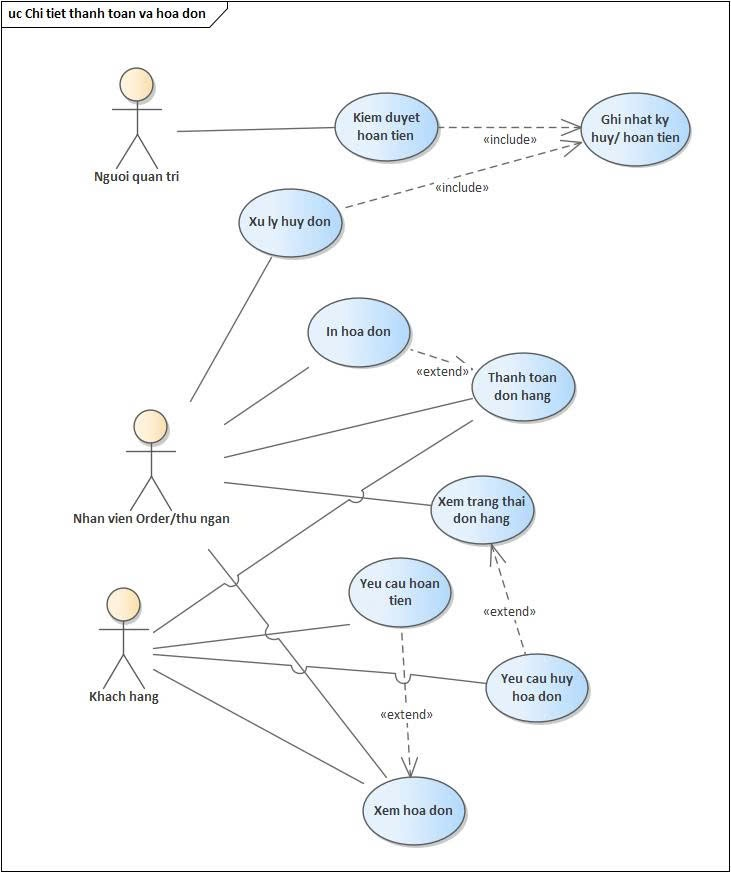 uc Chi tiet thanh toan va hoa don
Kiem duyet
hoan tien
Ghi nhat ky
huy/ hoan tien
«include»
Nguoi quan tri
«include»
Xu ly huy don
In hoa don
«extend»
Thanh toan
don hang
Xem trang thai
don hang
Nhan vien Order/thu ngan
Yeu cau hoan
tien
«extend»
Khach hang
Yeu cau huy
hoa don
«extend»
Xem hoa don